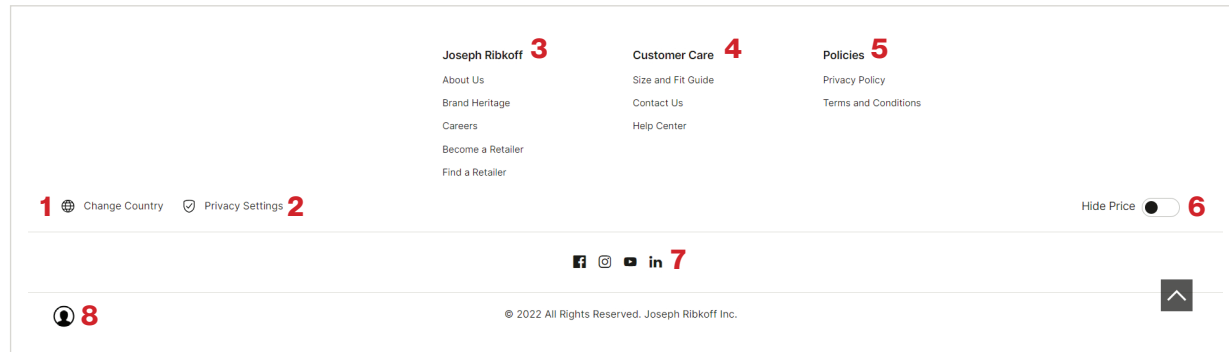 Joseph Ribkoff 3
About Us
Brand Heritage
Careers
Become a Retailer
Find a Retailer
Customer Care 4
Size and Fit Guide
Contact Us
Help Center
Policies 5
Privacy Policy
Terms and Conditions
1 Change Country Privacy Settings 2
Hide Price 6
7
8 © 2022 All Rights Reserved. Joseph Ribkoff Inc.